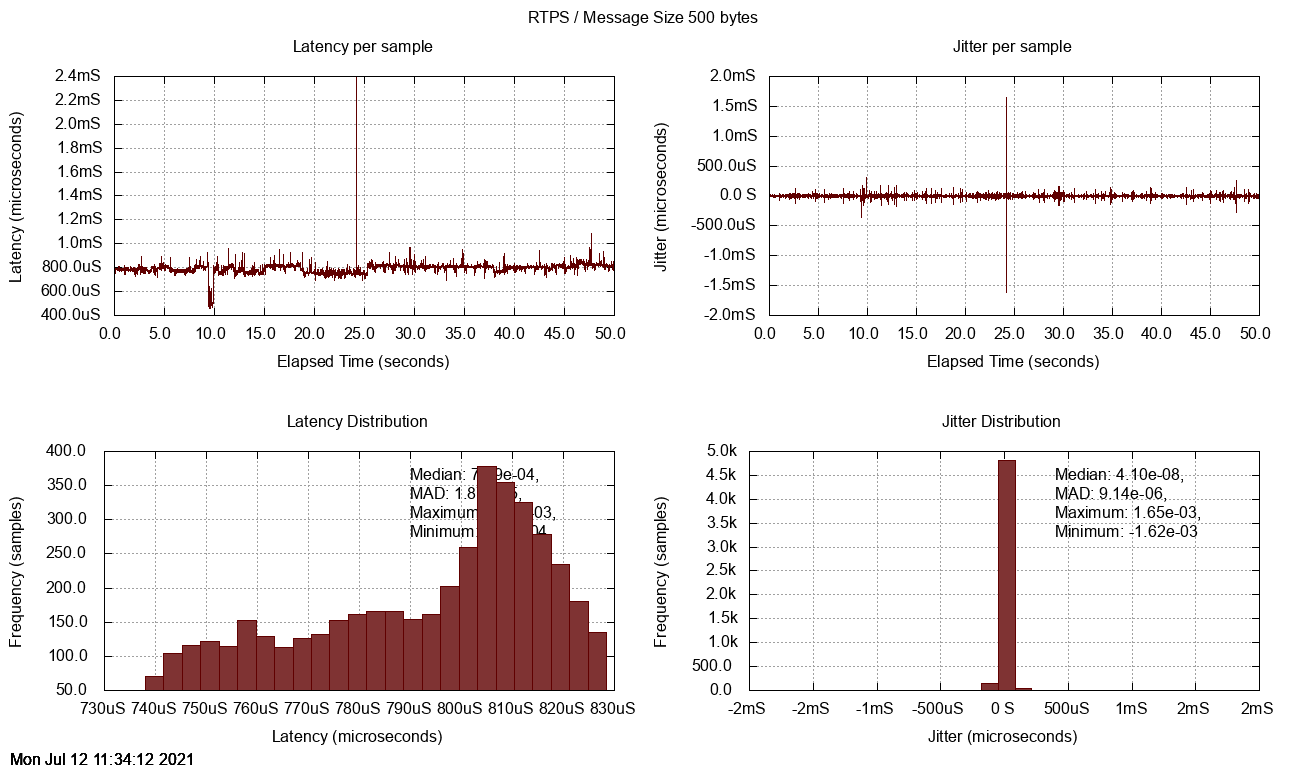 RTPS / Message Size 500 bytes
Latency per sample
2.4mS
2.2mS
2.0mS
1.8mS
1.6mS
1.4mS
1.2mS
1.0mS
800.0uS
600.0uS
400.0uS
Latency (microseconds)
0.0 5.0 10.0 15.0 20.0 25.0 30.0 35.0 40.0 45.0 50.0
Elapsed Time (seconds)
Jitter per sample
2.0mS
1.5mS
1.0mS
500.0uS
0.0 S
-500.0uS
-1.0mS
-1.5mS
-2.0mS
Jitter (microseconds)
0.0 5.0 10.0 15.0 20.0 25.0 30.0 35.0 40.0 45.0 50.0
Elapsed Time (seconds)
Latency Distribution
400.0
350.0
300.0
250.0
200.0
150.0
100.0
50.0
Frequency (samples)
Median:
MAD:
Maximum
Minimum:
730uS 740uS 750uS 760uS 770uS 780uS 790uS 800uS 810uS 820uS 830uS
Latency (microseconds)
Jitter Distribution
5.0k
4.5k
4.0k
3.5k
3.0k
2.5k
2.0k
1.5k
1.0k
500.0
0.0
Frequency (samples)
Median: 4.10e-08,
MAD: 9.14e-06,
Maximum: 1.65e-03,
Minimum: -1.62e-03
-2mS -2mS -1mS -500uS 0 S 500uS 1mS 2mS 2mS
Jitter (microseconds)
Mon Jul 12 11:34:12 2021